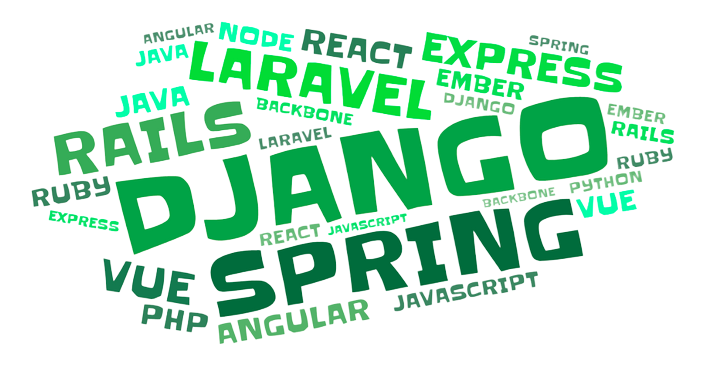 ANGULAR
NODE
REACT
EXPRESS
SPRING
JAVA
LARAVEL
EMBER
JAVA
BACKBONE
DJANGO
EMBER
RAILS
RAILS
LARAVEL
DJANGO
RUBY
RUBY
PYTHON
BACKBONE
VUE
EXPRESS
REACT
JAVASCRIPT
SPRING
VUE
PHP
ANGULAR
JAVASCRIPT